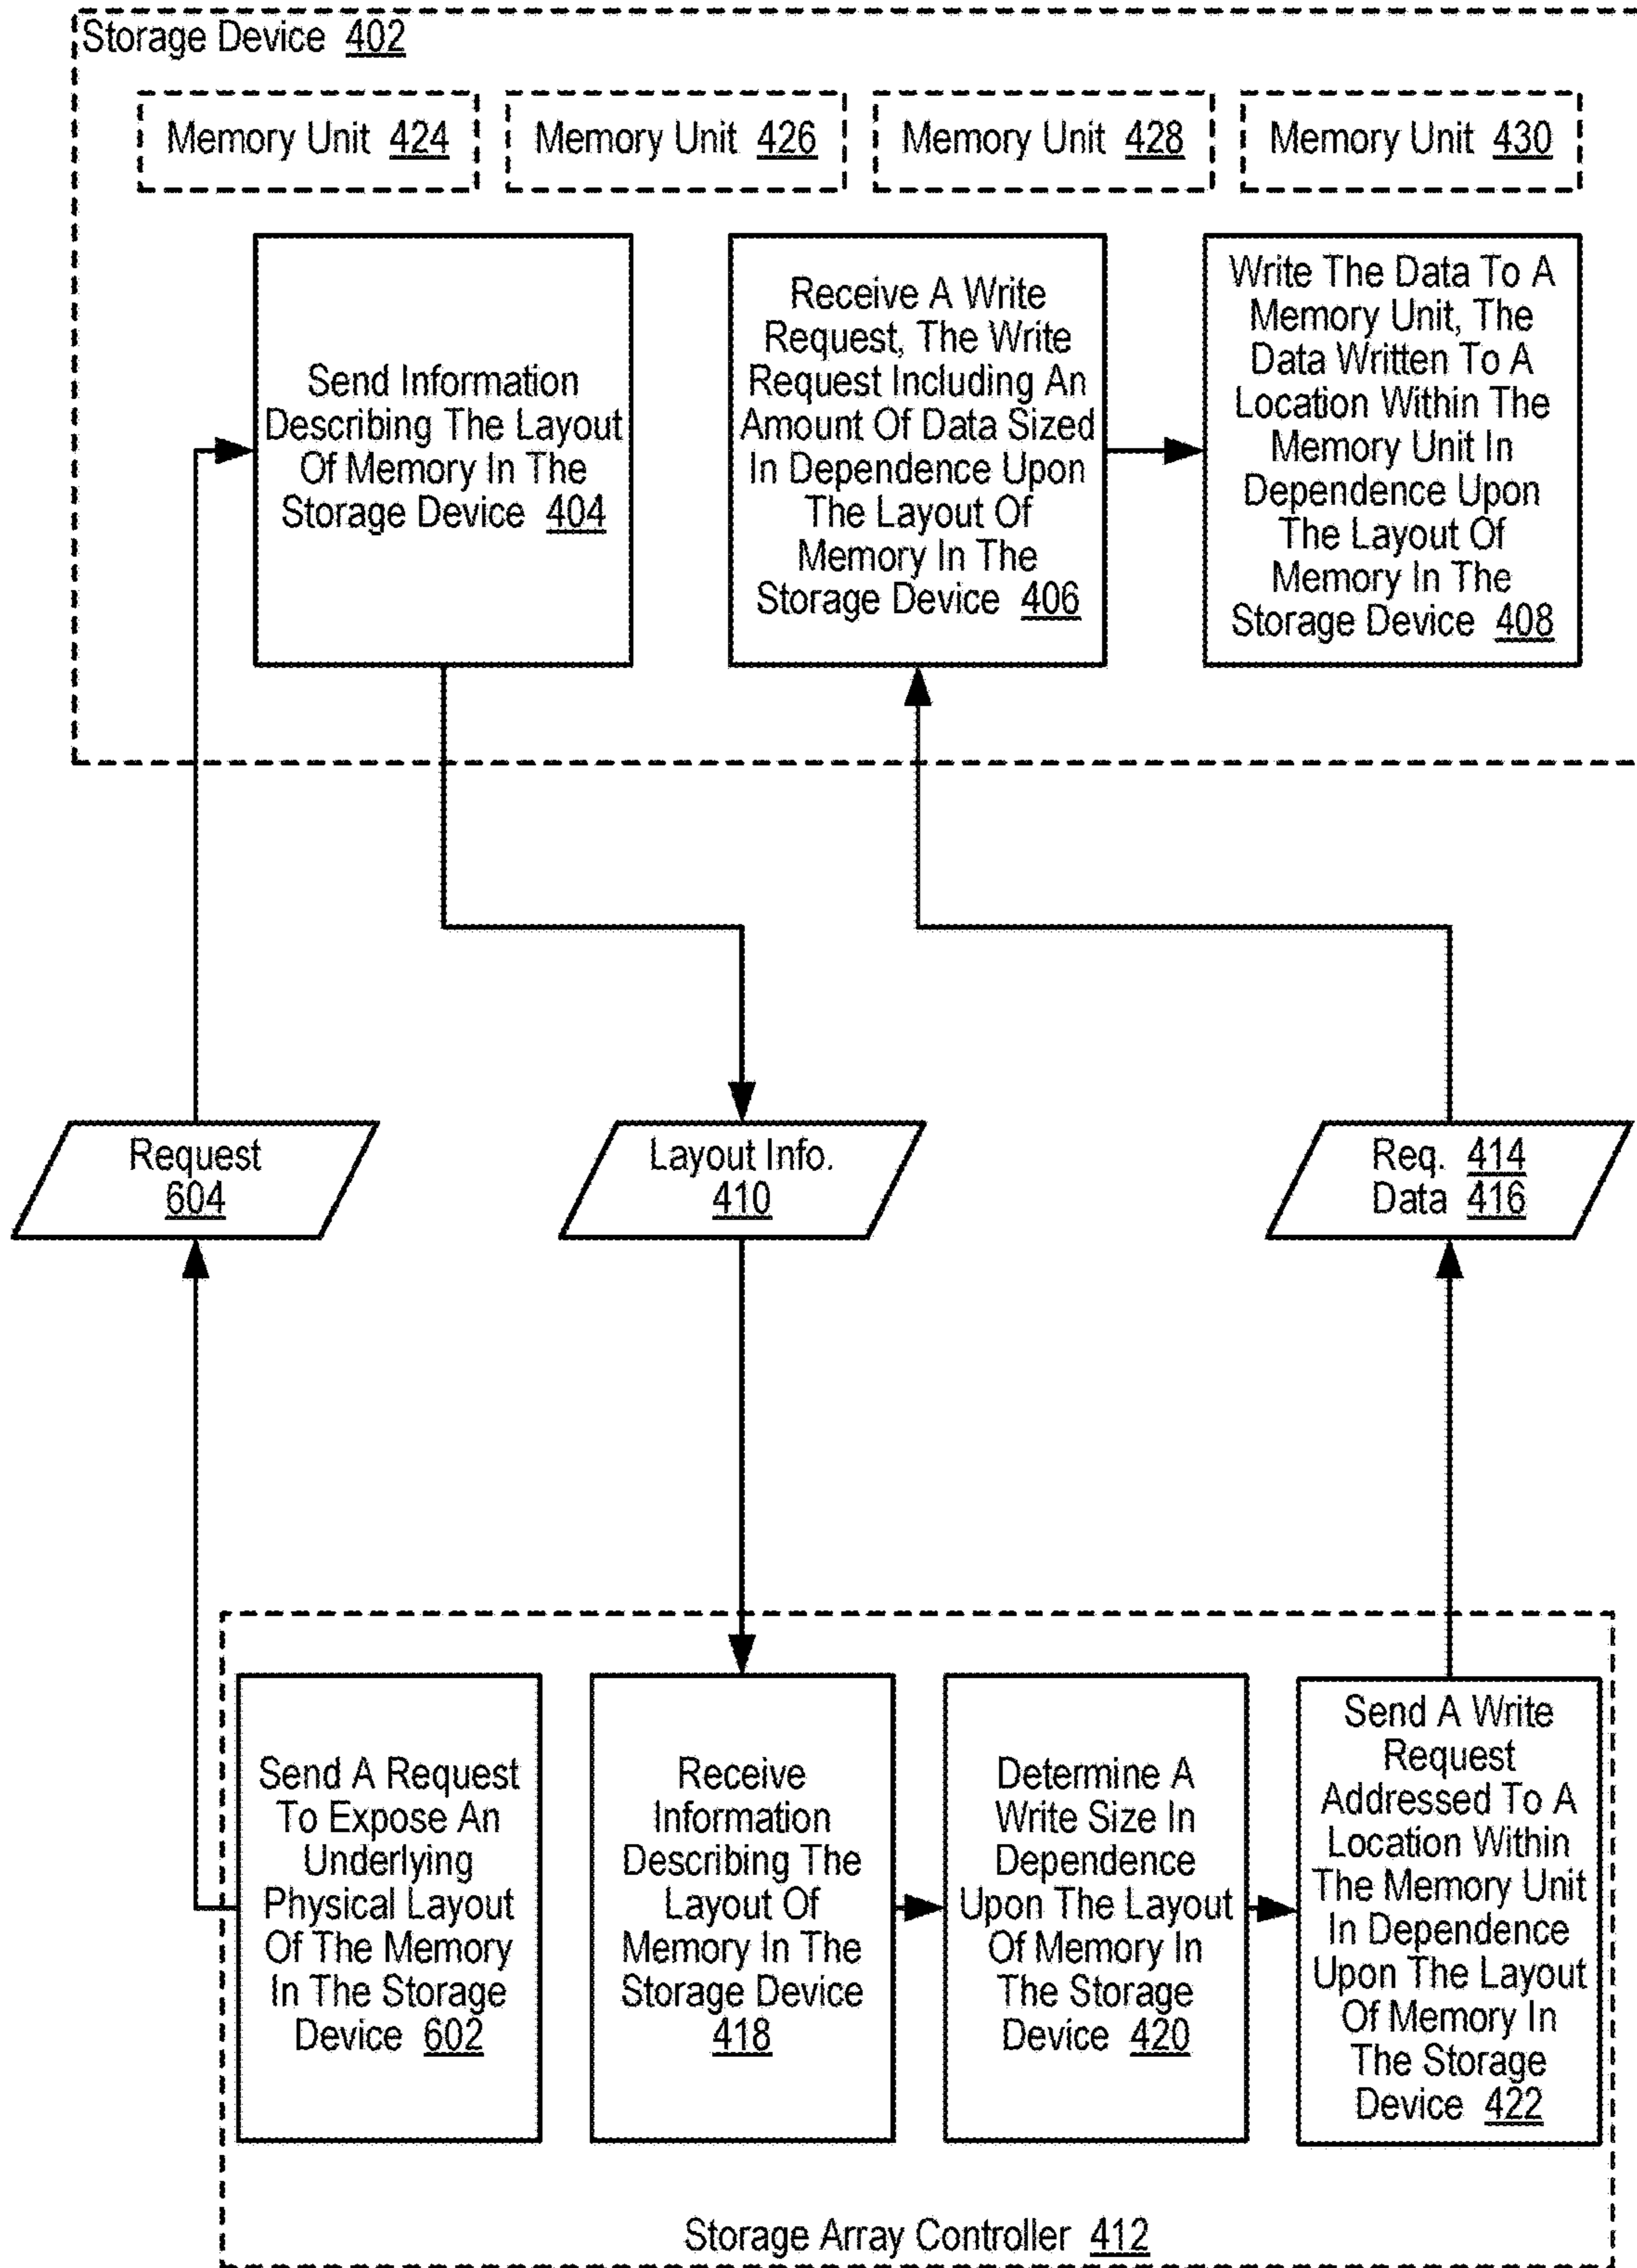 Storage Device 402
Memory Unit 424
Memory Unit 426
Memory Unit 428
Memory Unit 430
Send Information
Describing The Layout
Of Memory In The
Storage Device 404
Receive A Write
Request, The Write
Request Including An
Amount Of Data Sized
In Dependence Upon
The Layout Of
Memory In The
Storage Device 406
Write The Data To A
Memory Unit, The
Data Written To A
Location Within The
Memory Unit In
Dependence Upon
The Layout Of
Memory In The
Storage Device 408
Request
604
Layout Info.
410
Req. 414
Data 416
Send A Request
To Expose An
Underlying
Physical Layout
Of The Memory
In The Storage
Device 602
Receive
Information
Describing The
Layout Of
Memory In The
Storage Device
418
Determine A
Write Size In
Dependence
Upon The Layout
Of Memory In
The Storage
Device 420
Send A Write
Request
Addressed To A
Location Within
The Memory Unit
In Dependence
Upon The Layout
Of Memory In
The Storage
Device 422
Storage Array Controller 412